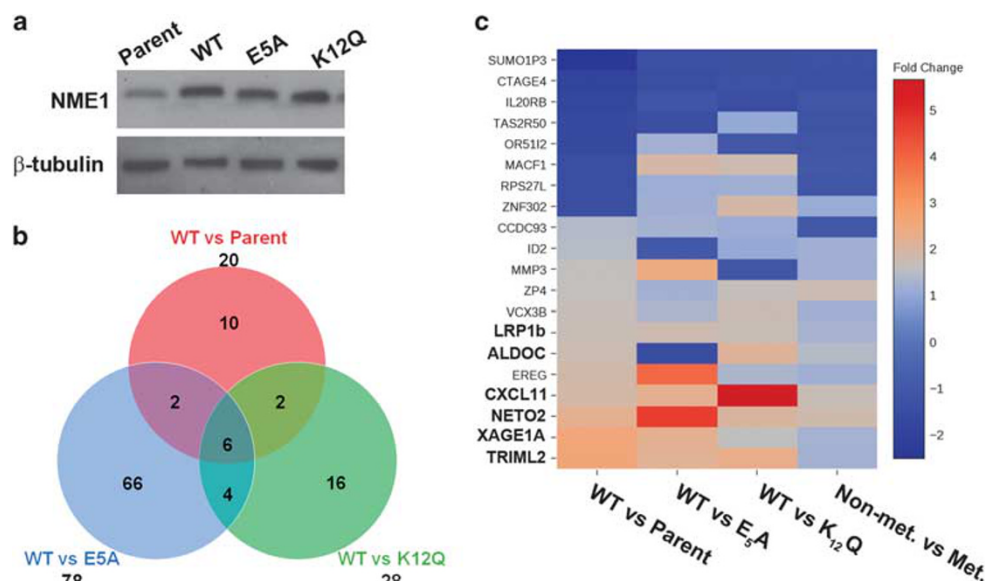 a
Parent WT E5A K12Q
NME1
β-tubulin
b
WT vs Parent
20
10
2
2
6
66
4
16
WT vs E5A
78
WT vs K12Q
28
c
SUMO1P3
CTAGE4
IL20RB
TAS2R50
OR51I2
MACF1
RPS27L
ZNF302
CCDC93
ID2
MMP3
ZP4
VCX3B
LRP1b
ALDOC
EREG
CXCL11
NETO2
XAGE1A
TRIML2
WT vs Parent
WT vs E5A
WT vs K12Q
Non-met. vs Met.
Fold Change
5
4
3
2
1
0
−1
−2